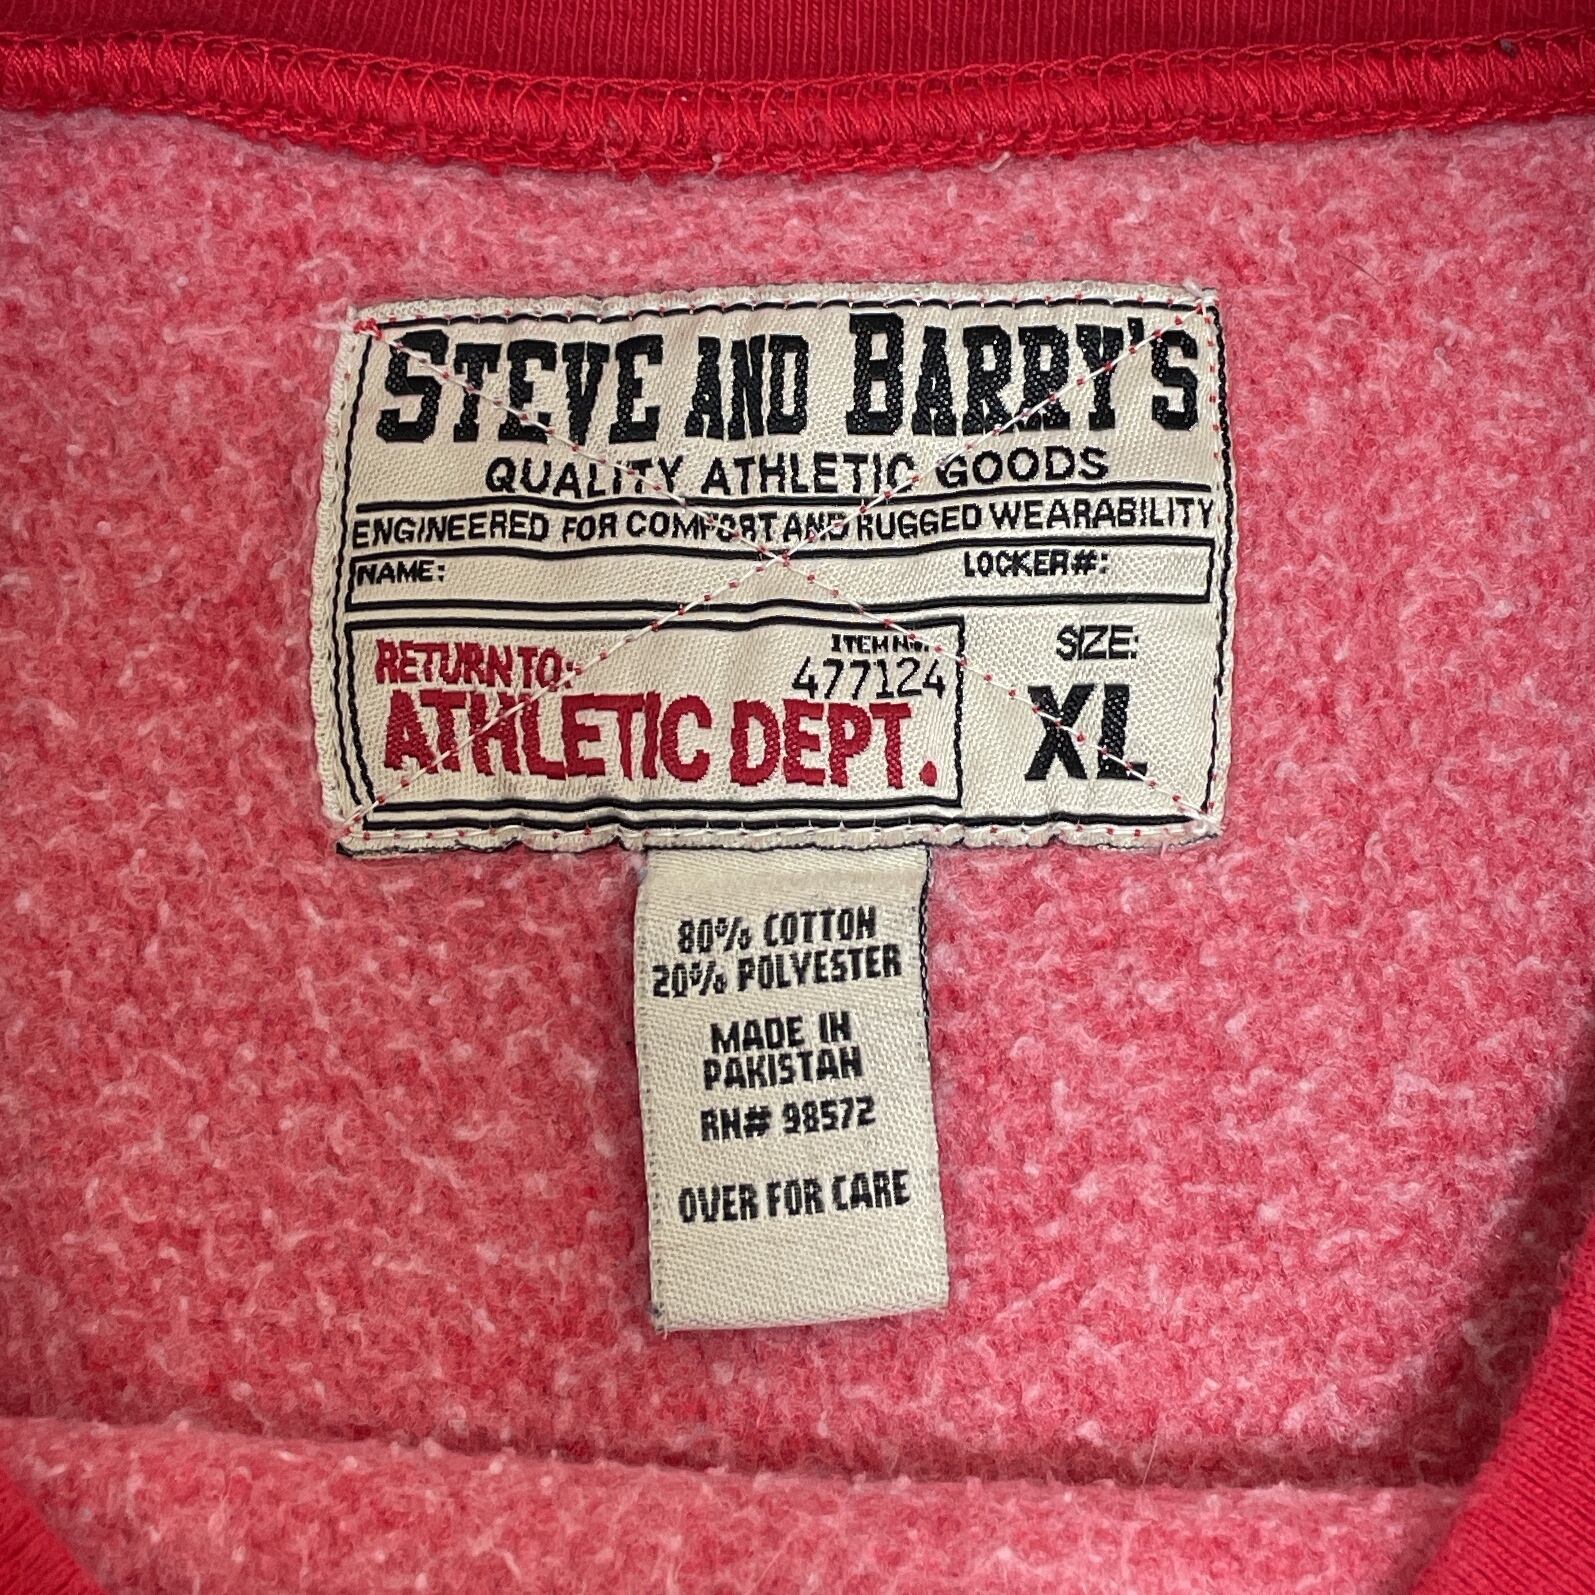 STEVE AND BARRY'S
QUALITY ATHLETIC GOODS
ENGINEERED FOR COMFORT AND RUGGED WEARABILITY
NAME: LOCKER#:
RETURN TO: ITEM No.
477124
ATHLETIC DEPT.
SIZE:
XL
80% COTTON
20% POLYESTER
MADE IN
PAKISTAN
RN# 98572
OVER FOR CARE